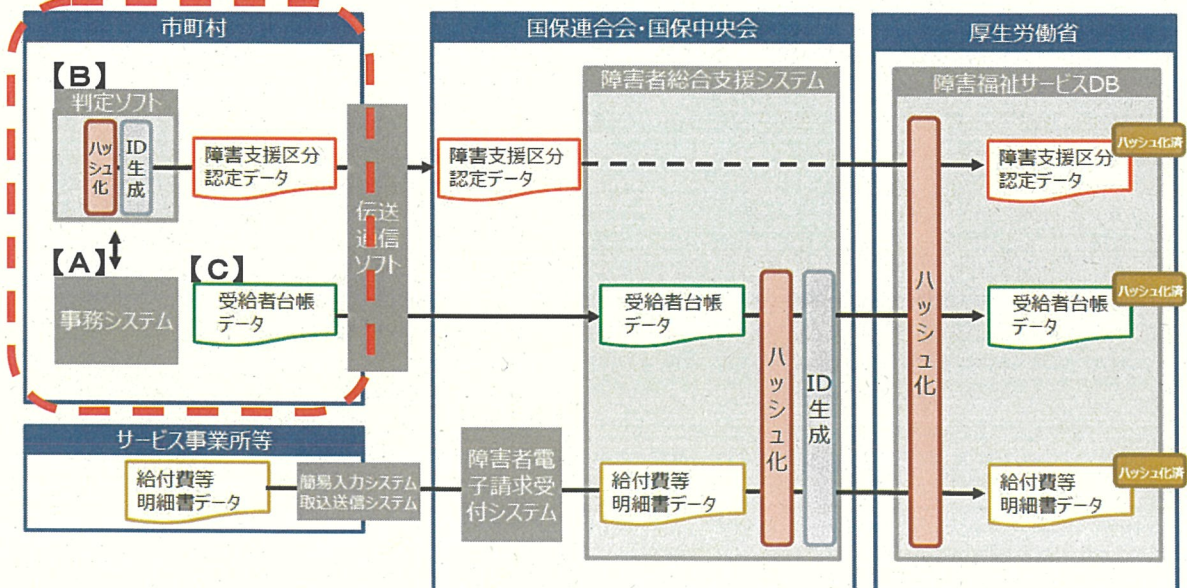 市町村
国保連合会・国保中央会
厚生労働省
【B】
判定ソフト
ハッシュ化
ID生成
障害支援区分
認定データ
【A】
事務システム
【C】
受給者台帳
データ
伝送
通信
ソフト
障害支援区分
認定データ
障害者総合支援システム
受給者台帳
データ
ハッシュ化
ID生成
障害福祉サービスDB
ハッシュ化
ハッシュ化済
障害支援区分
認定データ
ハッシュ化済
受給者台帳
データ
サービス事業所等
給付費等
明細書データ
簡易入力システム
取込送信システム
障害者電
子請求受
付システム
給付費等
明細書データ
ハッシュ化済
給付費等
明細書データ